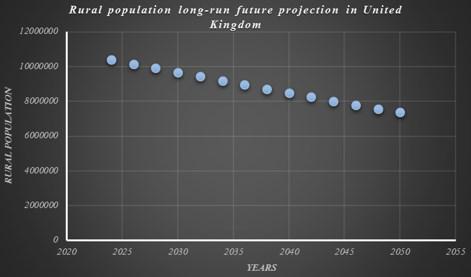 Rural population long-run future projection in United
Kingdom
12000000
10000000
8000000
6000000
4000000
2000000
0
RURAL POPULATION
2020 2025 2030 2035 2040 2045 2050 2055
YEARS